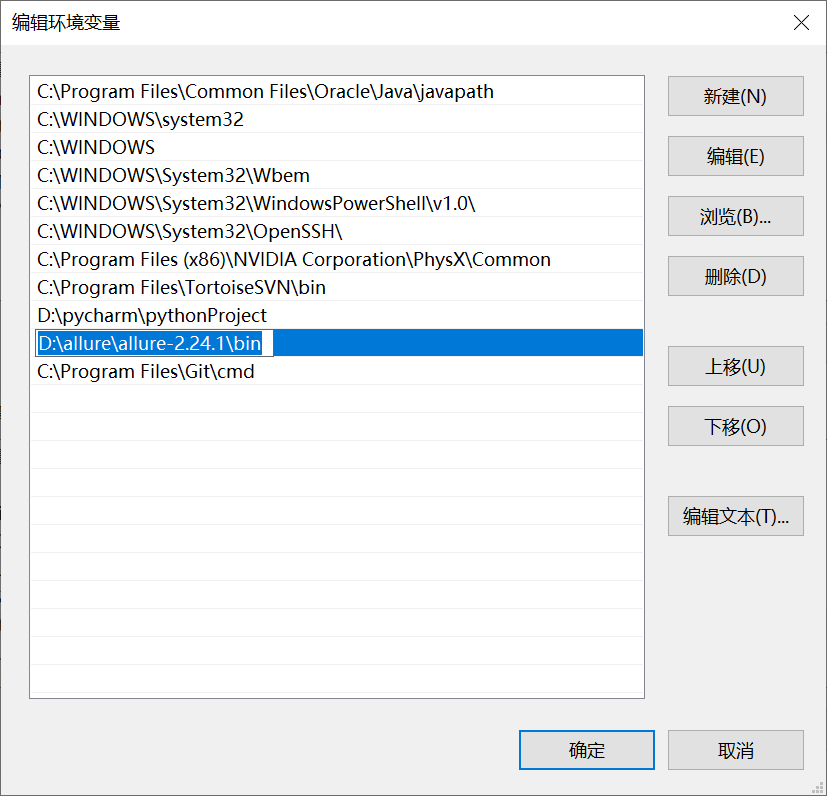 编辑环境变量
C:\Program Files\Common Files\Oracle\Java\javapath
C:\WINDOWS\system32
C:\WINDOWS
C:\WINDOWS\System32\Wbem
C:\WINDOWS\System32\WindowsPowerShell\v1.0\
C:\WINDOWS\System32\OpenSSH\
C:\Program Files (x86)\NVIDIA Corporation\PhysX\Common
C:\Program Files\TortoiseSVN\bin
D:\pycharm\pythonProject
D:\allure\allure-2.24.1\bin
C:\Program Files\Git\cmd
新建(N)
编辑(E)
浏览(B)...
删除(D)
上移(U)
下移(O)
编辑文本(T)...
确定
取消